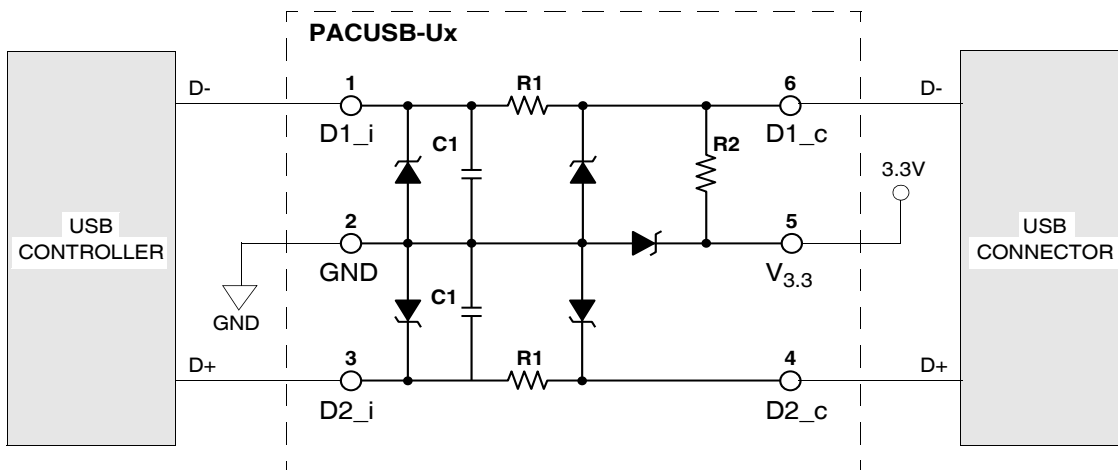 PACUSB-Ux
D-
1
R1
6
D-
D1_i
C1
R2
D1_c
3.3V
USB
CONTROLLER
2
5
USB
CONNECTOR
GND
V3.3
C1
GND
D+
3
R1
4
D+
D2_i
D2_c